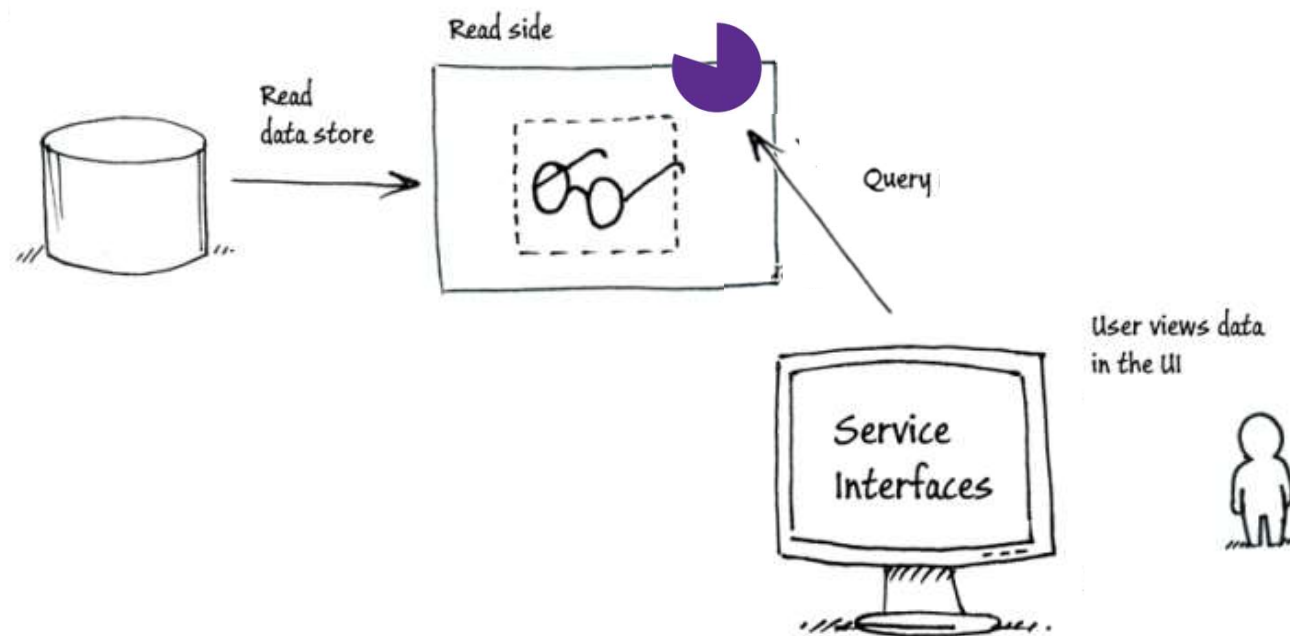 Read side
Read
data store
Query
User views data
in the UI
Service
Interfaces